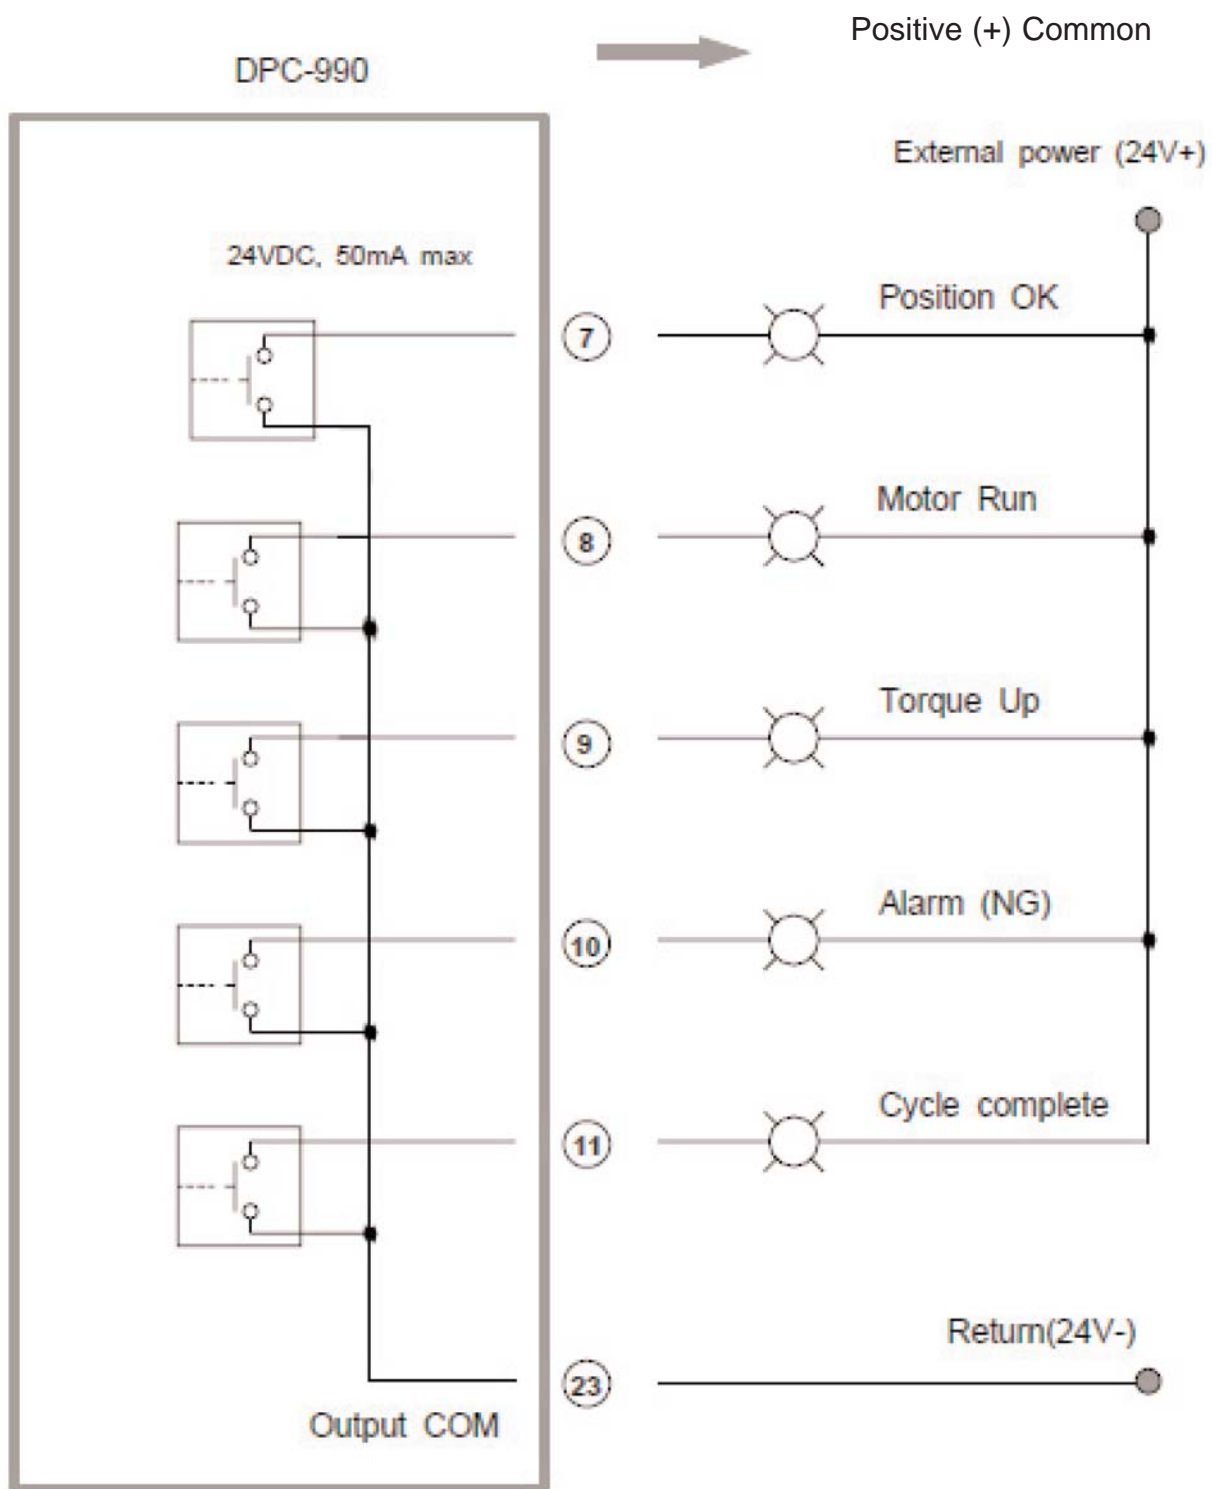 Positive (+) Common
DPC-990
External power (24V+)
24VDC, 50mA max
Position OK
7
Motor Run
8
Torque Up
9
Alarm (NG)
10
Cycle complete
11
Return(24V-)
23
Output COM